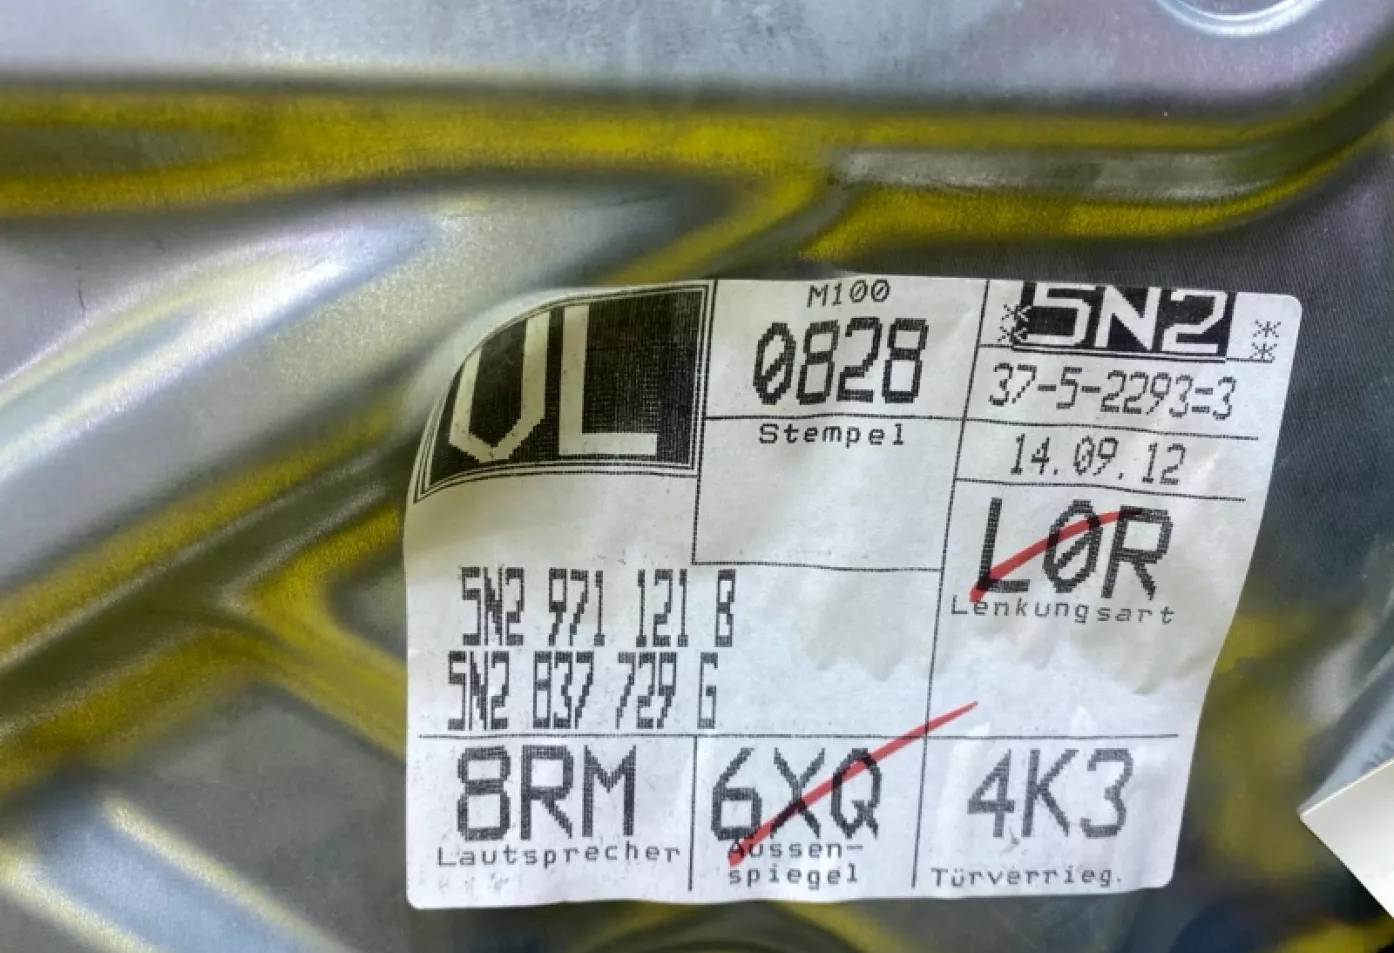 VL
M100
0828
Stempel
**5N2**
37-5-2293=3
14.09.12
L0R
Lenkungsart
5N2 971 121 B
5N2 837 729 G
8RM
Lautsprecher
6XQ
Aussen-
spiegel
4K3
Türverrieg.